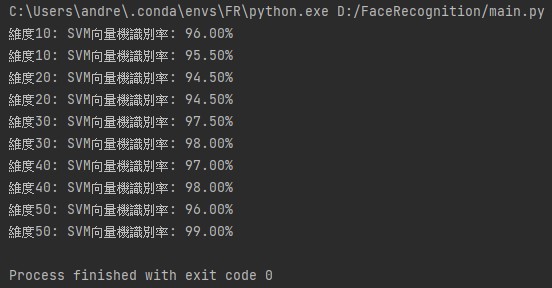 C:\Users\andre\.conda\envs\FR\python.exe D:/FaceRecognition/main.py
維度10: SVM向量機識別率: 96.00%
維度10: SVM向量機識別率: 95.50%
維度20: SVM向量機識別率: 94.50%
維度20: SVM向量機識別率: 94.50%
維度30: SVM向量機識別率: 97.50%
維度30: SVM向量機識別率: 98.00%
維度40: SVM向量機識別率: 97.00%
維度40: SVM向量機識別率: 98.00%
維度50: SVM向量機識別率: 96.00%
維度50: SVM向量機識別率: 99.00%
Process finished with exit code 0